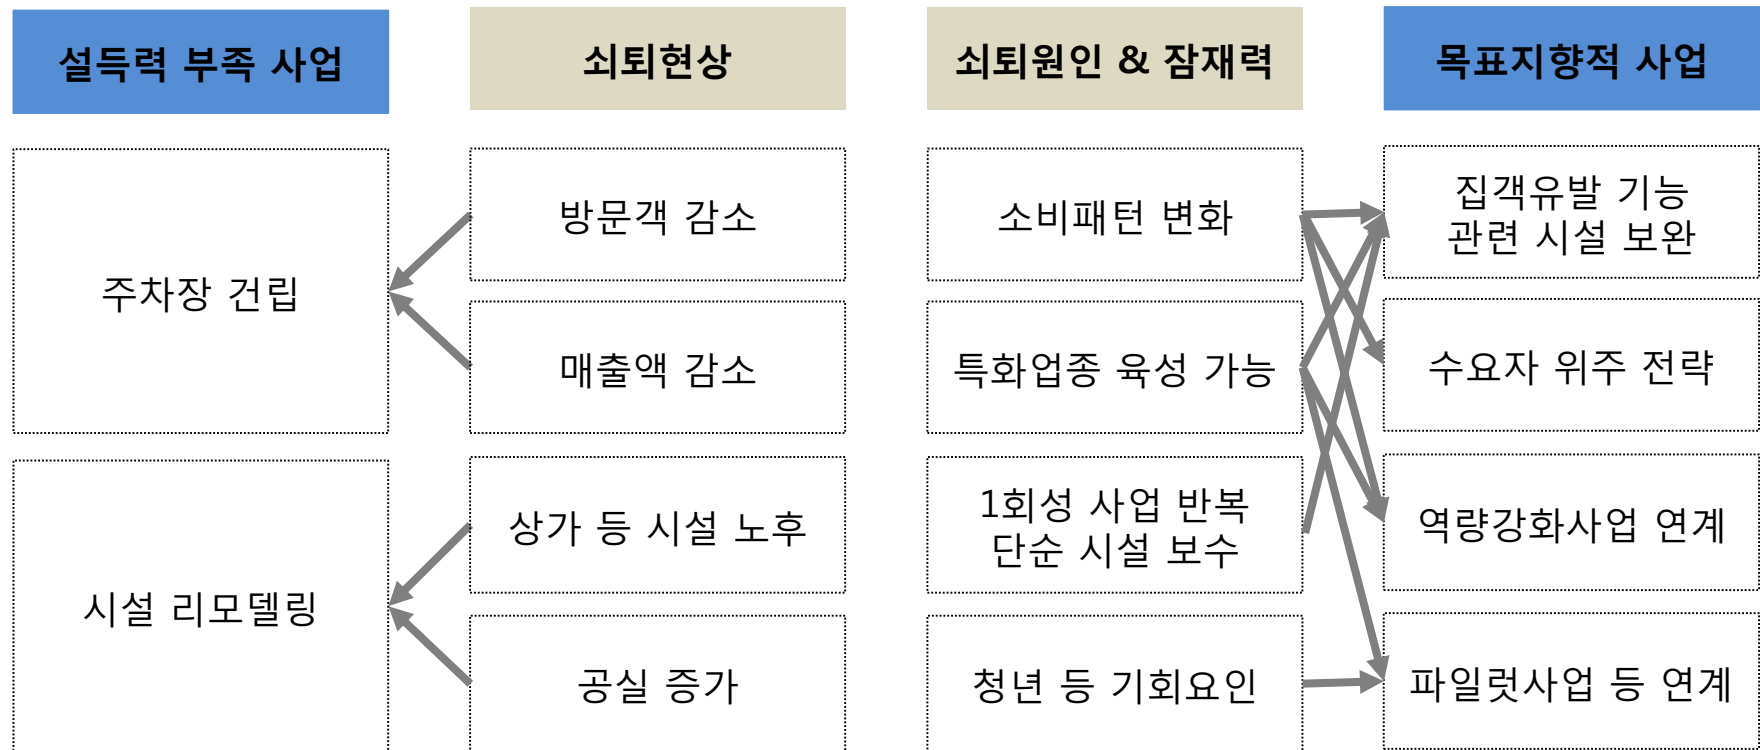 설득력 부족 사업
쇠퇴현상
쇠퇴원인 & 잠재력
목표지향적 사업
주차장 건립
시설 리모델링
방문객 감소
매출액 감소
상가 등 시설 노후
공실 증가
소비패턴 변화
특화업종 육성 가능
1회성 사업 반복
단순 시설 보수
청년 등 기회요인
집객유발 기능
관련 시설 보완
수요자 위주 전략
역량강화사업 연계
파일럿사업 등 연계